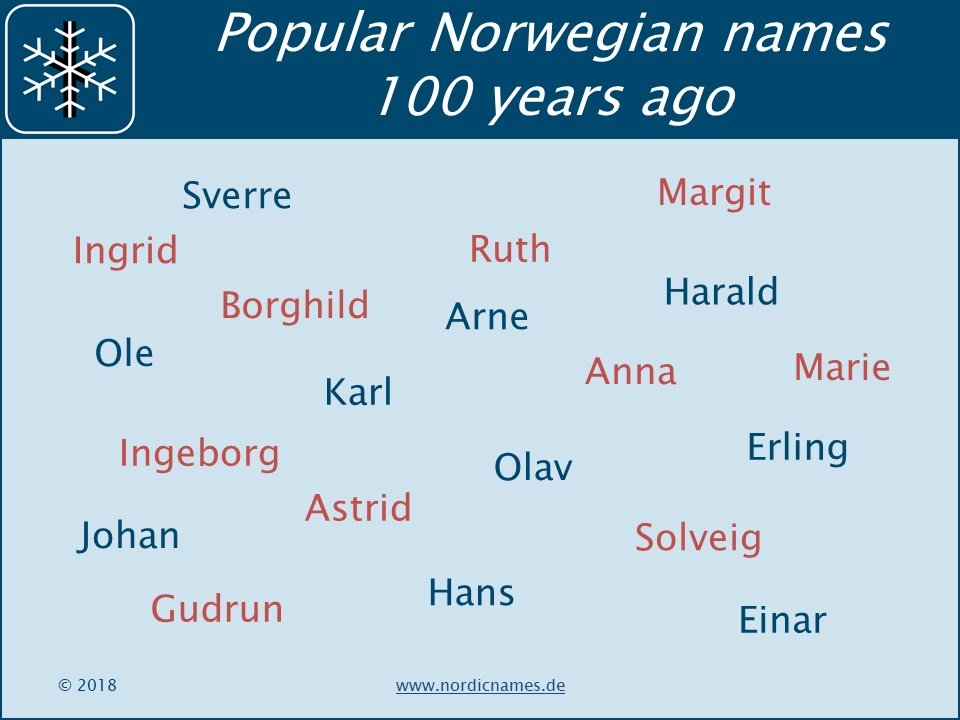 Popular Norwegian names
100 years ago
Sverre
Margit
Ingrid
Ruth
Harald
Borghild
Arne
Ole
Anna
Marie
Karl
Ingeborg
Erling
Olav
Astrid
Johan
Solveig
Hans
Gudrun
Einar
© 2018
www.nordicnames.de